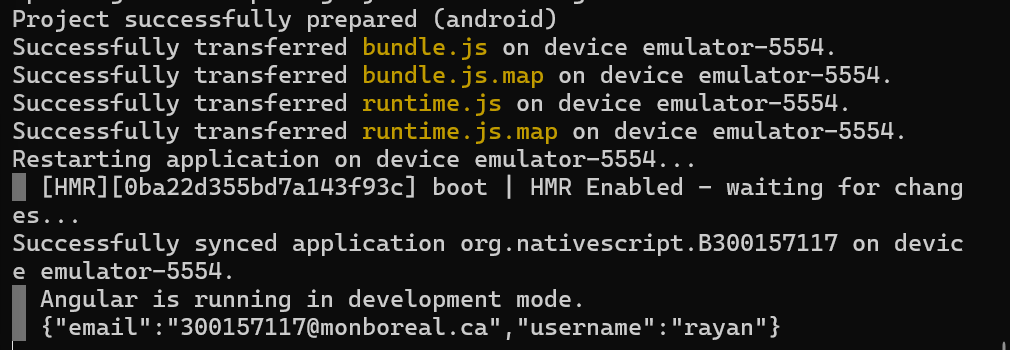 Project successfully prepared (android)
Successfully transferred bundle.js on device emulator-5554.
Successfully transferred bundle.js.map on device emulator-5554.
Successfully transferred runtime.js on device emulator-5554.
Successfully transferred runtime.js.map on device emulator-5554.
Restarting application on device emulator-5554...
[HMR][0ba22d355bd7a143f93c] boot | HMR Enabled - waiting for chang
es...
Successfully synced application org.nativescript.B300157117 on devic
e emulator-5554.
Angular is running in development mode.
{"email":"300157117@monboreal.ca","username":"rayan"}